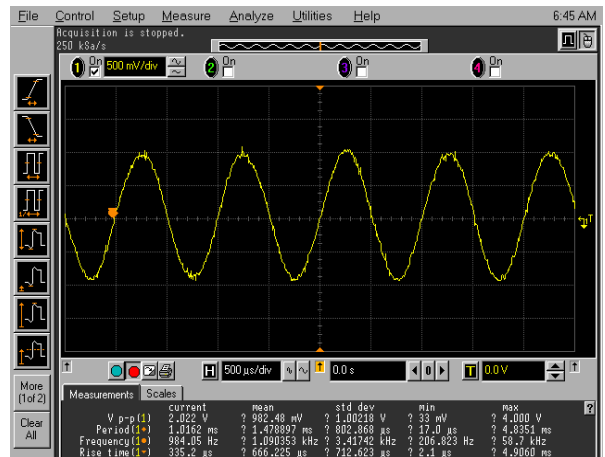 File Control Setup Measure Analyze Utilities Help 6:45 AM
Acquisition is stopped.
250 kSa/s
1 On 500 mV/div 2 On 3 On 4 On
T
More
(1of 2)
Clear
All
H 500 µs/div T 0.0 s 0 T 0.0 V T
Measurements Scales ?
current mean std dev min max
V p-p(1) 2.022 V ? 982.48 mV ? 1.00218 V ? 33 mV ? 4.000 V
Period(1) 1.0162 ms ? 1.478897 ms ? 802.868 µs ? 17.0 µs ? 4.8351 ms
Frequency(1) 984.05 Hz ? 1.090353 kHz ? 3.41742 kHz ? 206.823 Hz ? 58.7 kHz
Rise time(1) 335.2 µs ? 666.225 µs ? 712.623 µs ? 2.1 µs ? 4.9060 ms